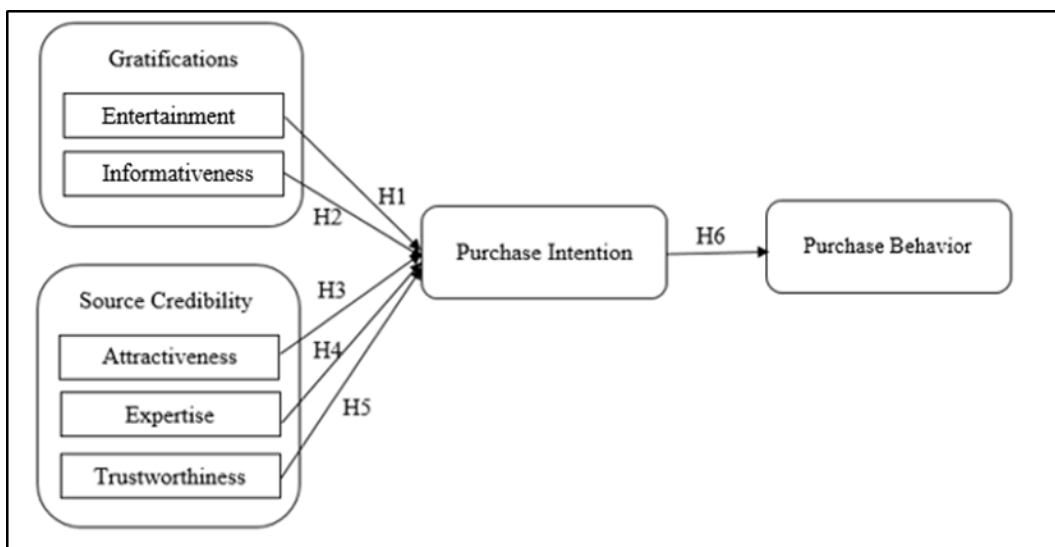 Gratifications
Entertainment
Informativeness
H1
H2
Purchase Intention
H6
Purchase Behavior
Source Credibility
H3
Attractiveness
H4
Expertise
H5
Trustworthiness